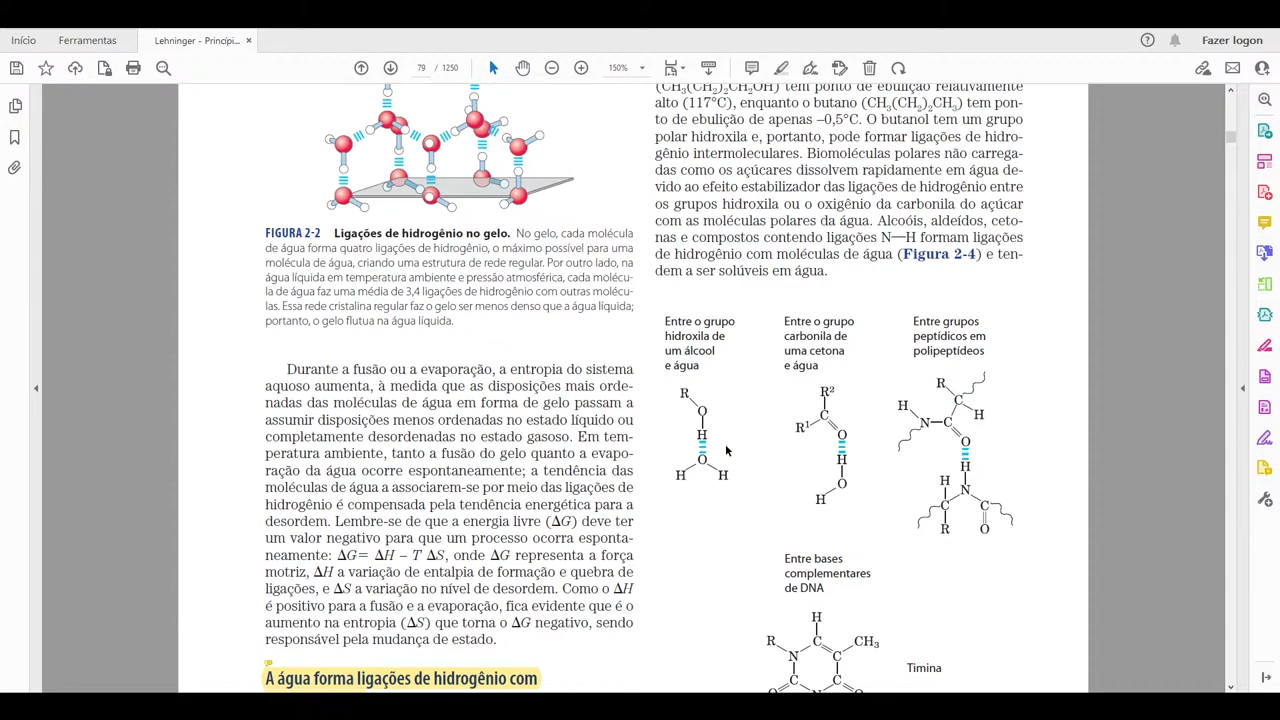 Início
Ferramentas
Lehninger - Princípi...
Fazer logon
79 / 1250
150%
FIGURA 2-2 Ligações de hidrogênio no gelo. No gelo, cada molécula
de água forma quatro ligações de hidrogênio, o máximo possível para uma
molécula de água, criando uma estrutura de rede regular. Por outro lado, na
água líquida em temperatura ambiente e pressão atmosférica, cada molécu-
la de água faz uma média de 3,4 ligações de hidrogênio com outras molécu-
las. Essa rede cristalina regular faz o gelo ser menos denso que a água líquida;
portanto, o gelo flutua na água líquida.
Durante a fusão ou a evaporação, a entropia do sistema
aquoso aumenta, à medida que as disposições mais orde-
nadas das moléculas de água em forma de gelo passam a
assumir disposições menos ordenadas no estado líquido ou
completamente desordenadas no estado gasoso. Em tem-
peratura ambiente, tanto a fusão do gelo quanto a evapo-
ração da água ocorre espontaneamente; a tendência das
moléculas de água a associarem-se por meio das ligações de
hidrogênio é compensada pela tendência energética para a
desordem. Lembre-se de que a energia livre (ΔG) deve ter
um valor negativo para que um processo ocorra espont-
aneamente: ΔG= ΔH – T ΔS, onde ΔG representa a força
motriz, ΔH a variação de entalpia de formação e quebra de
ligações, e ΔS a variação no nível de desordem. Como o ΔH
é positivo para a fusão e a evaporação, fica evidente que é o
aumento na entropia (ΔS) que torna o ΔG negativo, sendo
responsável pela mudança de estado.
A água forma ligações de hidrogênio com
(CH3(CH2)2CH2OH) tem ponto de ebulição relativamente
alto (117°C), enquanto o butano (CH3(CH2)2CH3) tem pon-
to de ebulição de apenas –0,5°C. O butanol tem um grupo
polar hidroxila e, portanto, pode formar ligações de hidro-
gênio intermoleculares. Biomoléculas polares não carrega-
das como os açúcares dissolvem rapidamente em água de-
vido ao efeito estabilizador das ligações de hidrogênio entre
os grupos hidroxila ou o oxigênio da carbonila do açúcar
com as moléculas polares da água. Alcoóis, aldeídos, ceto-
nas e compostos contendo ligações N—H formam ligações
de hidrogênio com moléculas de água (Figura 2-4) e ten-
dem a ser solúveis em água.
Entre o grupo
hidroxila de
um álcool
e água
R
O
H
O
H H
Entre o grupo
carbonila de
uma cetona
e água
R2
C
R1 O
H
O
H
Entre grupos
peptídicos em
polipeptídeos
R
H C
N C H
O
H
H N
C C
R O
Entre bases
complementares
de DNA
H
R C CH3
N C
C C
O N O
Timina